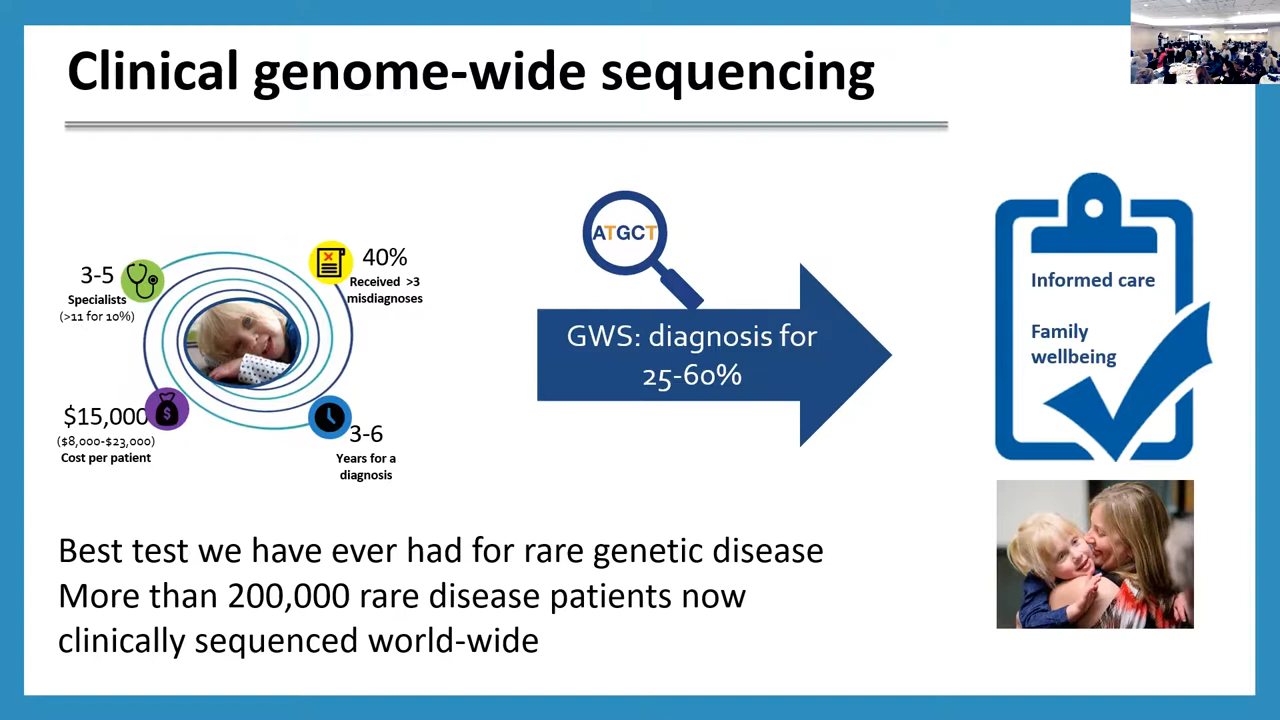 Clinical genome-wide sequencing
3-5
Specialists
(>11 for 10%)
40%
Received >3
misdiagnoses
$15,000
($8,000-$23,000)
Cost per patient
3-6
Years for a
diagnosis
ATGCT
GWS: diagnosis for
25-60%
Informed care
Family
wellbeing
Best test we have ever had for rare genetic disease
More than 200,000 rare disease patients now
clinically sequenced world-wide